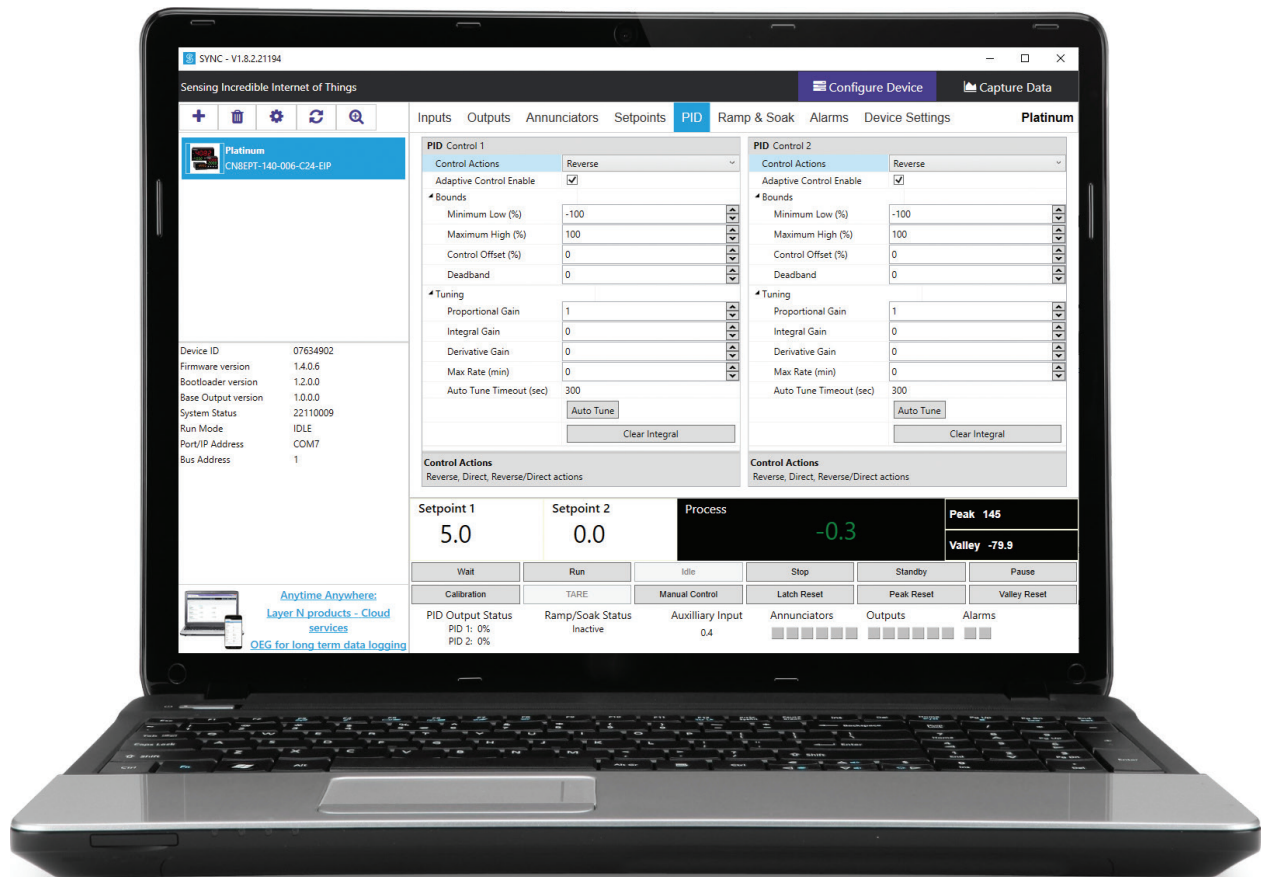 SYNC - V1.8.2.21194
Sensing Incredible Internet of Things
Configure Device
Capture Data
Inputs Outputs Annunciators Setpoints PID Ramp & Soak Alarms Device Settings Platinum
Platinum
CN8EPT-140-006-C24-EIP
Device ID 07634902
Firmware version 1.4.0.6
Bootloader version 1.2.0.0
Base Output version 1.0.0.0
System Status 22110009
Run Mode IDLE
Port/IP Address COM7
Bus Address 1
Anytime Anywhere:
Layer N products - Cloud
services
OEG for long term data logging
PID Control 1
Control Actions Reverse
Adaptive Control Enable
Bounds
Minimum Low (%) -100
Maximum High (%) 100
Control Offset (%) 0
Deadband 0
Tuning
Proportional Gain 1
Integral Gain 0
Derivative Gain 0
Max Rate (min) 0
Auto Tune Timeout (sec) 300
Auto Tune
Clear Integral
Control Actions
Reverse, Direct, Reverse/Direct actions
PID Control 2
Control Actions Reverse
Adaptive Control Enable
Bounds
Minimum Low (%) -100
Maximum High (%) 100
Control Offset (%) 0
Deadband 0
Tuning
Proportional Gain 1
Integral Gain 0
Derivative Gain 0
Max Rate (min) 0
Auto Tune Timeout (sec) 300
Auto Tune
Clear Integral
Control Actions
Reverse, Direct, Reverse/Direct actions
Setpoint 1
5.0
Setpoint 2
0.0
Process
-0.3
Peak 145
Valley -79.9
Wait Run Idle Stop Standby Pause
Calibration TARE Manual Control Latch Reset Peak Reset Valley Reset
PID Output Status
PID 1: 0%
PID 2: 0%
Ramp/Soak Status
Inactive
Auxilliary Input
0.4
Annunciators
Outputs
Alarms